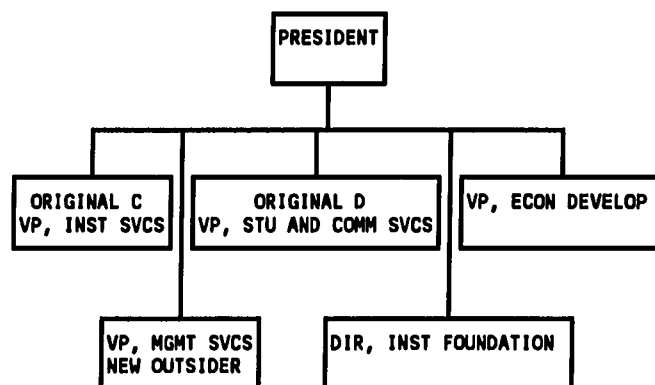 PRESIDENT
ORIGINAL C
VP, INST SVCS
ORIGINAL D
VP, STU AND COMM SVCS
VP, ECON DEVELOP
VP, MGMT SVCS
NEW OUTSIDER
DIR, INST FOUNDATION